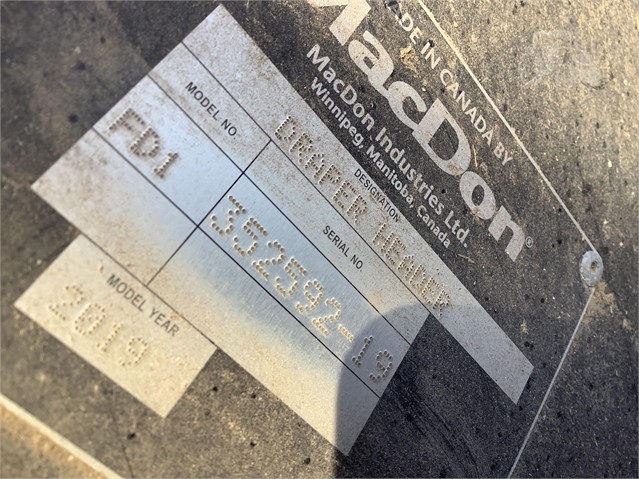 MADE IN CANADA BY
MacDon®
MacDon Industries Ltd.
Winnipeg, Manitoba, Canada
DESIGNATION
DRAPER HEADER
MODEL NO.
FD1
SERIAL NO.
352592-19
MODEL YEAR
2019